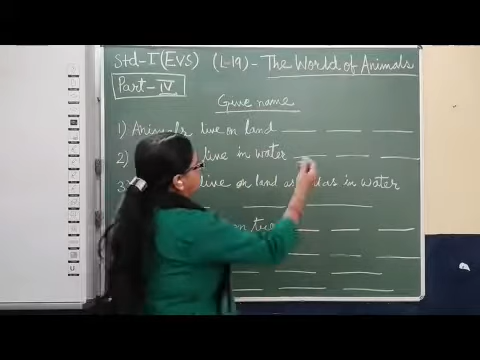 Std-I (EVS) (L-19) - The World of Animals
Part-IV
Give name
1) Animals live on land
2) live in water
3) live on land as as in water
on tree